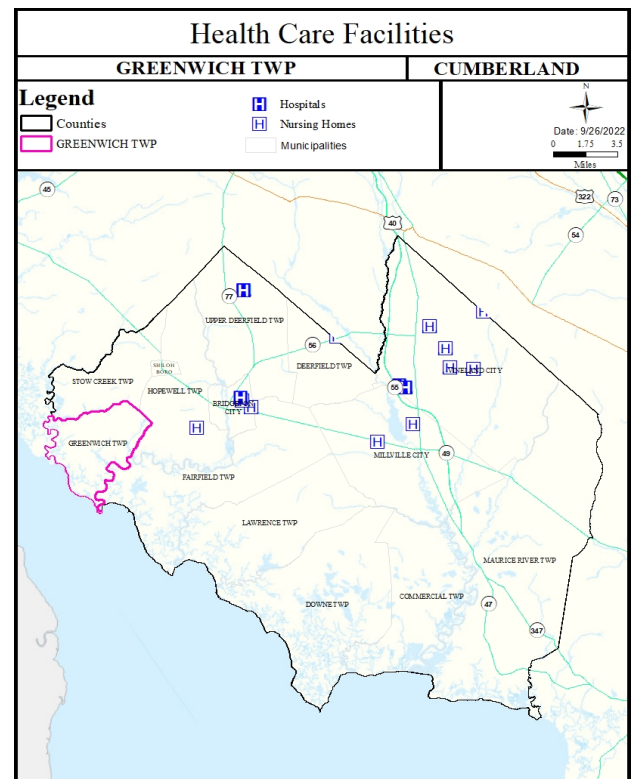 Health Care Facilities
GREENWICH TWP
CUMBERLAND
Legend
Counties
GREENWICH TWP
H Hospitals
H Nursing Homes
Municipalities
N
Date: 9/26/2022
0 1.75 3.5
Miles
45
40
322
73
54
77
H
UPPER DEERFIELD TWP
56
DEERFIELD TWP
H
H
H
H
H
VINELAND CITY
SHILOH
BORO
STOW CREEK TWP
HOPEWELL TWP
H
H
CITY
55
H
H
H
H
GREENWICH TWP
MILLVILLE CITY
49
FAIRFIELD TWP
LAWRENCE TWP
MAURICE RIVER TWP
DOWNE TWP
COMMERCIAL TWP
47
347